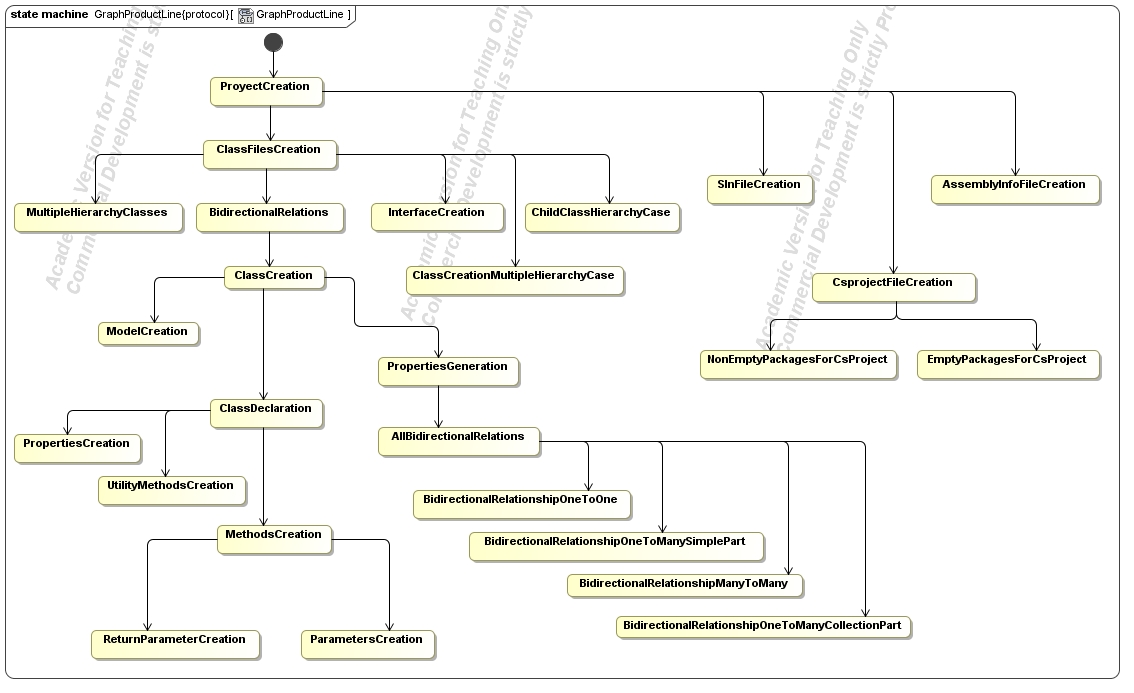 state machine GraphProductLine{protocol}[ GraphProductLine ]
ProyectCreation
ClassFilesCreation
SlnFileCreation
AssemblyInfoFileCreation
MultipleHierarchyClasses
BidirectionalRelations
InterfaceCreation
ChildClassHierarchyCase
ClassCreation
ClassCreationMultipleHierarchyCase
CsprojectFileCreation
ModelCreation
PropertiesGeneration
NonEmptyPackagesForCsProject
EmptyPackagesForCsProject
ClassDeclaration
PropertiesCreation
AllBidirectionalRelations
UtilityMethodsCreation
BidirectionalRelationshipOneToOne
MethodsCreation
BidirectionalRelationshipOneToManySimplePart
BidirectionalRelationshipManyToMany
BidirectionalRelationshipOneToManyCollectionPart
ReturnParameterCreation
ParametersCreation
Academic Version for Teaching Only
Commercial Development is strictly